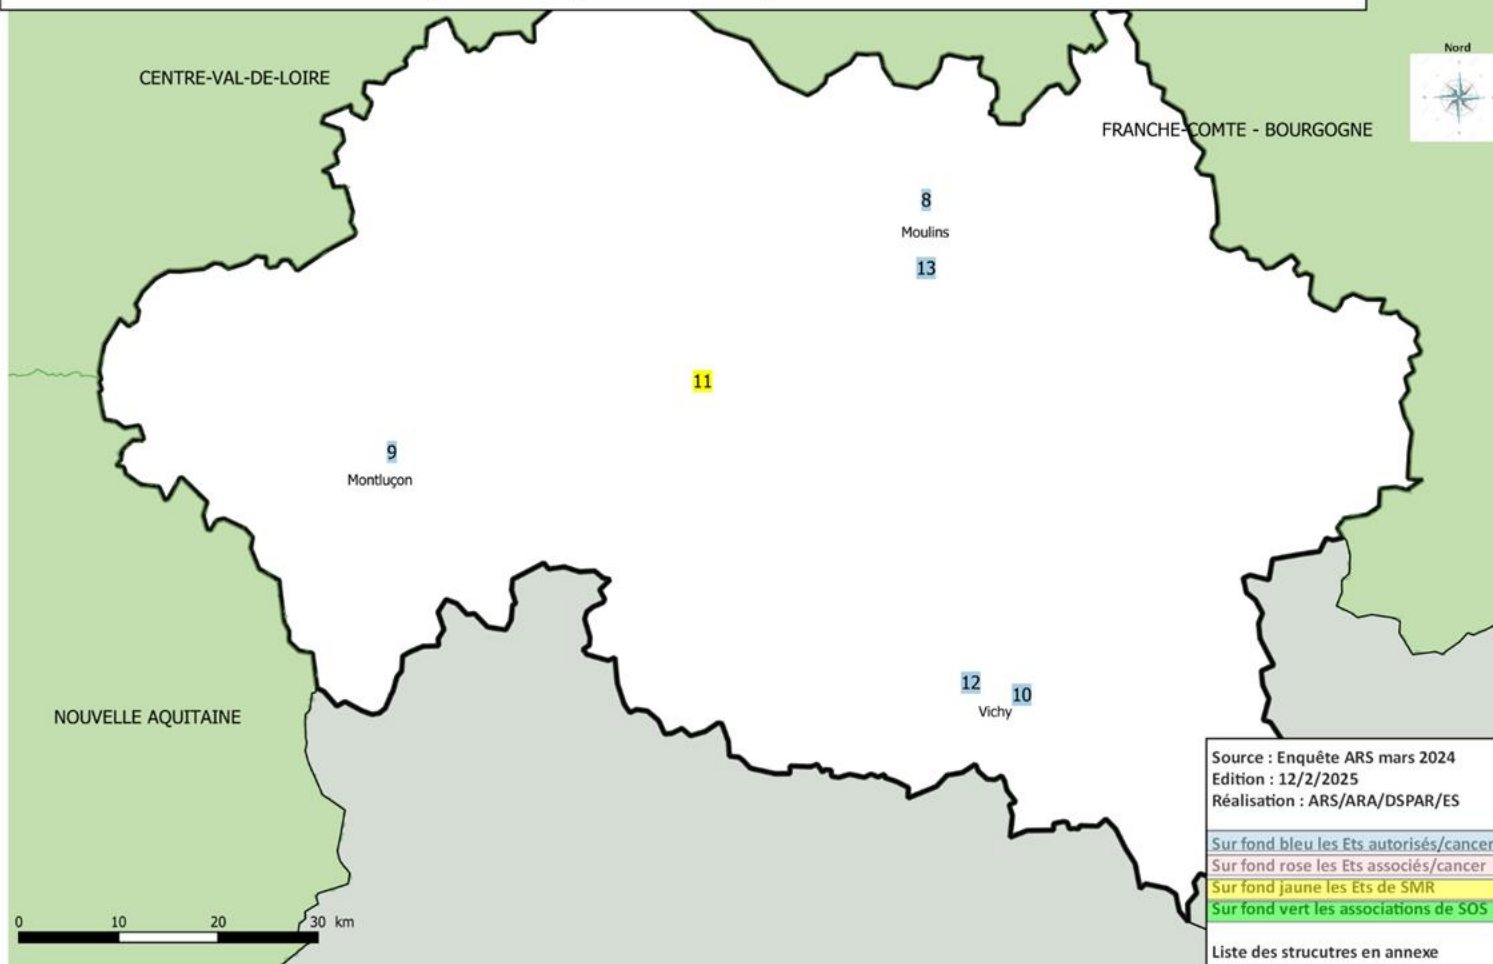 Nord
CENTRE-VAL-DE-LOIRE
FRANCHE-COMTE - BOURGOGNE
8
Moulins
13
11
9
Montluçon
12
10
Vichy
NOUVELLE AQUITAINE
Source : Enquête ARS mars 2024
Edition : 12/2/2025
Réalisation : ARS/ARA/DSPAR/ES
Sur fond bleu les Ets autorisés/cancer
Sur fond rose les Ets associés/cancer
Sur fond jaune les Ets de SMR
Sur fond vert les associations de SOS
Liste des strucutres en annexe
0 10 20 30 km